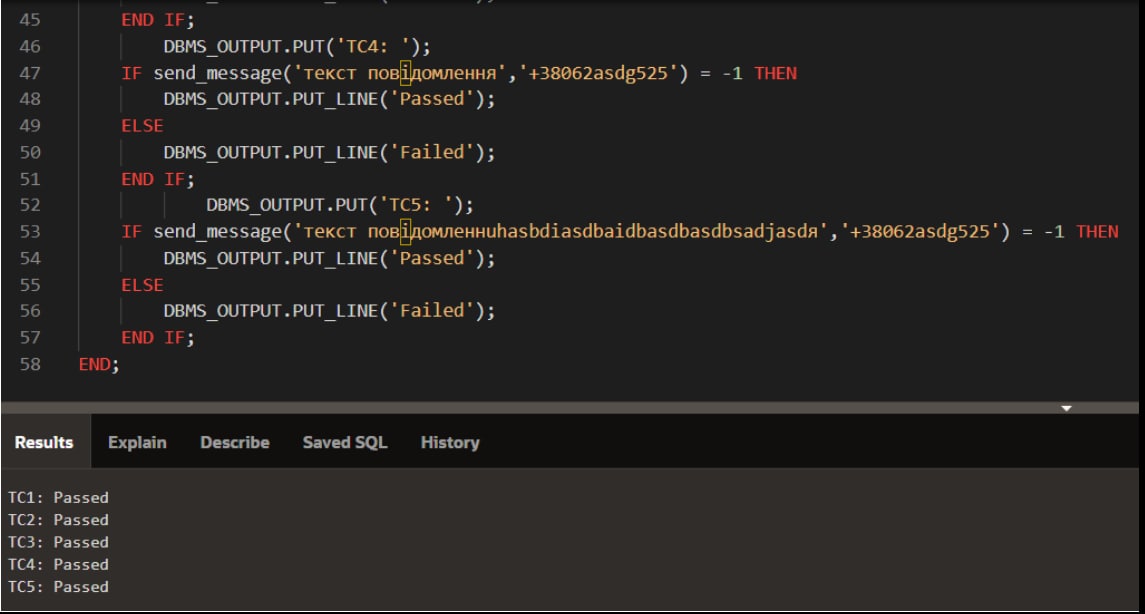 45 END IF;
46 DBMS_OUTPUT.PUT('TC4: ');
47 IF send_message('текст повідомлення','+38062asdg525') = -1 THEN
48 DBMS_OUTPUT.PUT_LINE('Passed');
49 ELSE
50 DBMS_OUTPUT.PUT_LINE('Failed');
51 END IF;
52 DBMS_OUTPUT.PUT('TC5: ');
53 IF send_message('текст повідомленнuhasbdiasdbaidbasdbasdbsadjasdя','+38062asdg525') = -1 THEN
54 DBMS_OUTPUT.PUT_LINE('Passed');
55 ELSE
56 DBMS_OUTPUT.PUT_LINE('Failed');
57 END IF;
58 END;
Results Explain Describe Saved SQL History
TC1: Passed
TC2: Passed
TC3: Passed
TC4: Passed
TC5: Passed